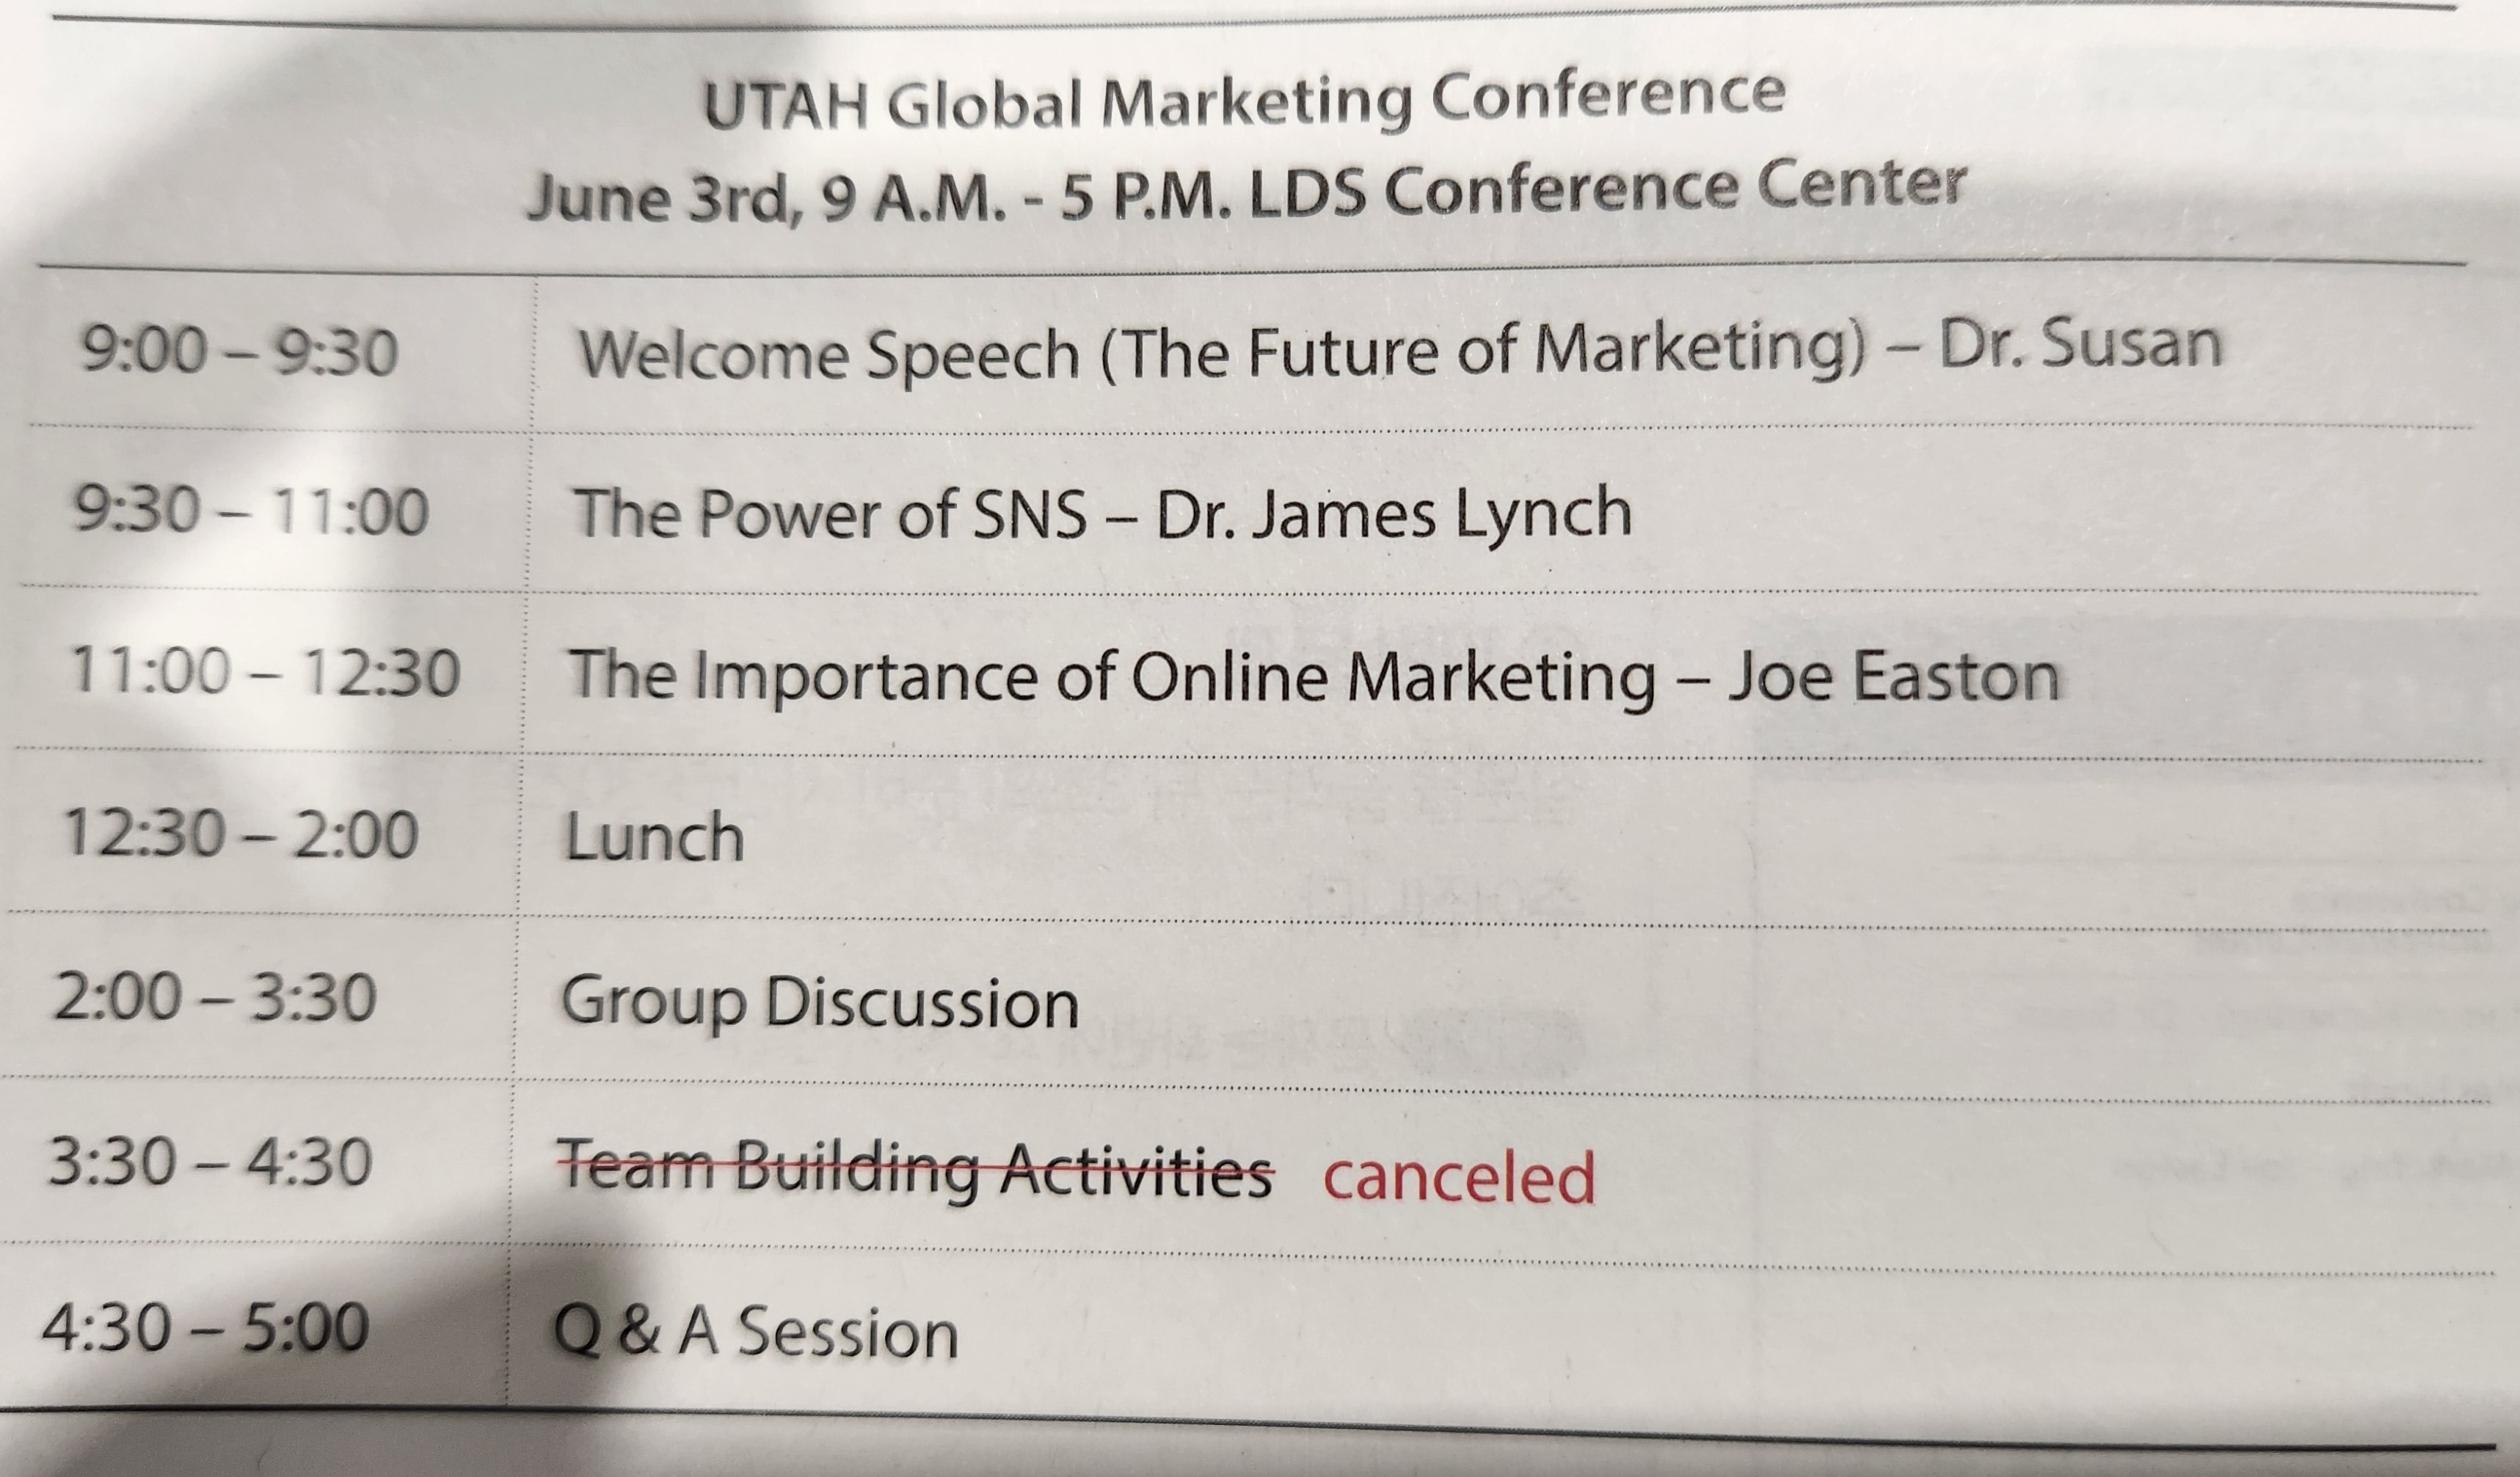 UTAH Global Marketing Conference
June 3rd, 9 A.M. - 5 P.M. LDS Conference Center
9:00 – 9:30 Welcome Speech (The Future of Marketing) – Dr. Susan
9:30 – 11:00 The Power of SNS – Dr. James Lynch
11:00 – 12:30 The Importance of Online Marketing – Joe Easton
12:30 – 2:00 Lunch
2:00 – 3:30 Group Discussion
3:30 – 4:30 Team Building Activities canceled
4:30 – 5:00 Q & A Session